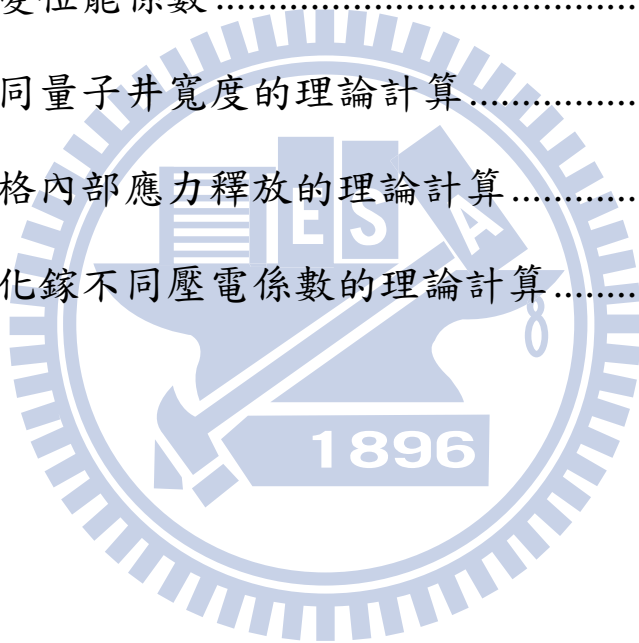 變位能係數..........................................
同量子井寬度的理論計算................
格內部應力釋放的理論計算............
化鎵不同壓電係數的理論計算........
ESA
1896